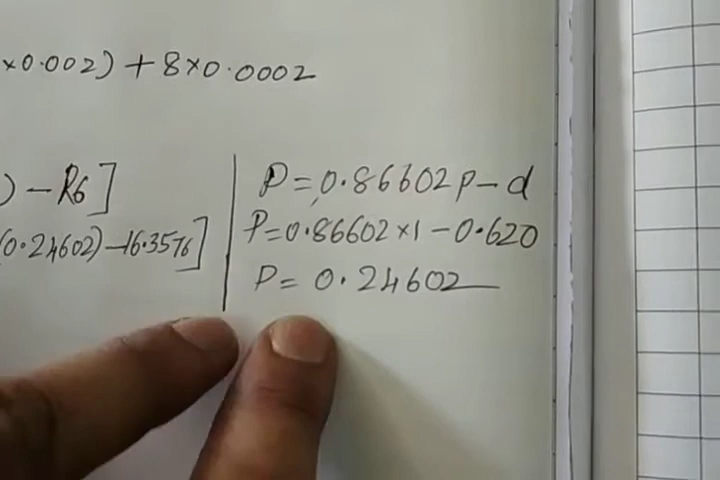 ×0.002) + 8×0.0002
) – R6]
(0.24602) – 16.3576]
P = 0.86602 p – d
P = 0.86602 × 1 – 0.620
P = 0.24602